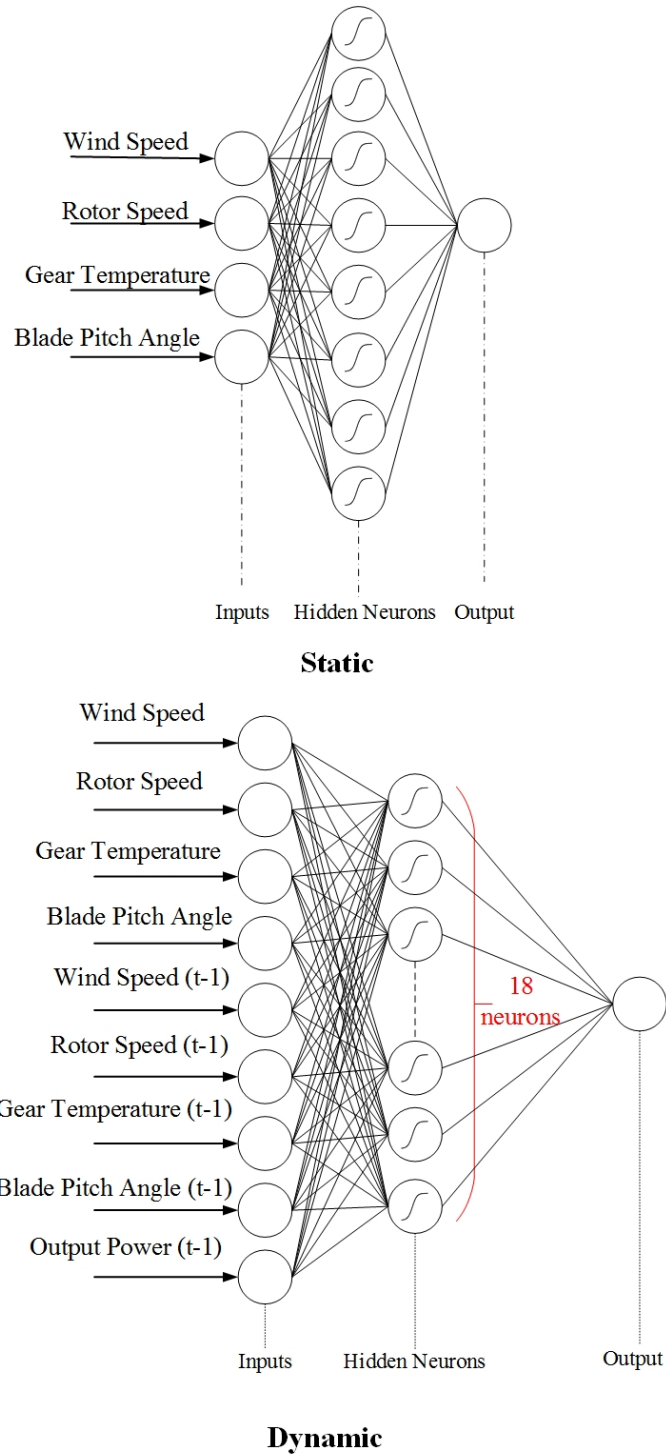 Wind Speed
Rotor Speed
Gear Temperature
Blade Pitch Angle
Inputs
Hidden Neurons
Output
Static
Wind Speed
Rotor Speed
Gear Temperature
Blade Pitch Angle
Wind Speed (t-1)
Rotor Speed (t-1)
Gear Temperature (t-1)
Blade Pitch Angle (t-1)
Output Power (t-1)
18
neurons
Inputs
Hidden Neurons
Output
Dynamic